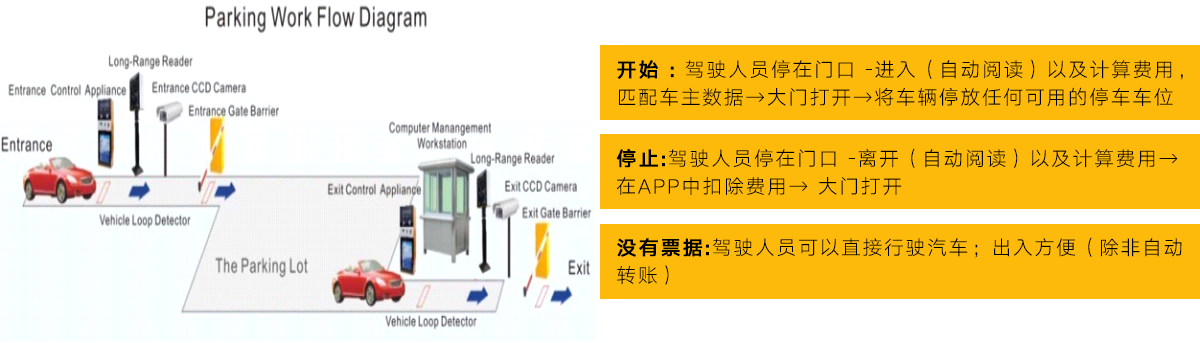 Parking Work Flow Diagram
Long-Range Reader
Entrance Control Appliance
Entrance CCD Camera
Entrance Gate Barrier
Entrance
Vehicle Loop Detector
Computer Manangement
Workstation
Long-Range Reader
Exit Control Appliance
Exit CCD Camera
Exit Gate Barrier
The Parking Lot
Exit
Vehicle Loop Detector
开始 : 驾驶人员停在门口 -进入（自动阅读）以及计算费用，
匹配车主数据→大门打开→将车辆停放任何可用的停车车位
停止:驾驶人员停在门口 -离开（自动阅读）以及计算费用→
在APP中扣除费用→ 大门打开
没有票据:驾驶人员可以直接行驶汽车；出入方便（除非自动
转账）